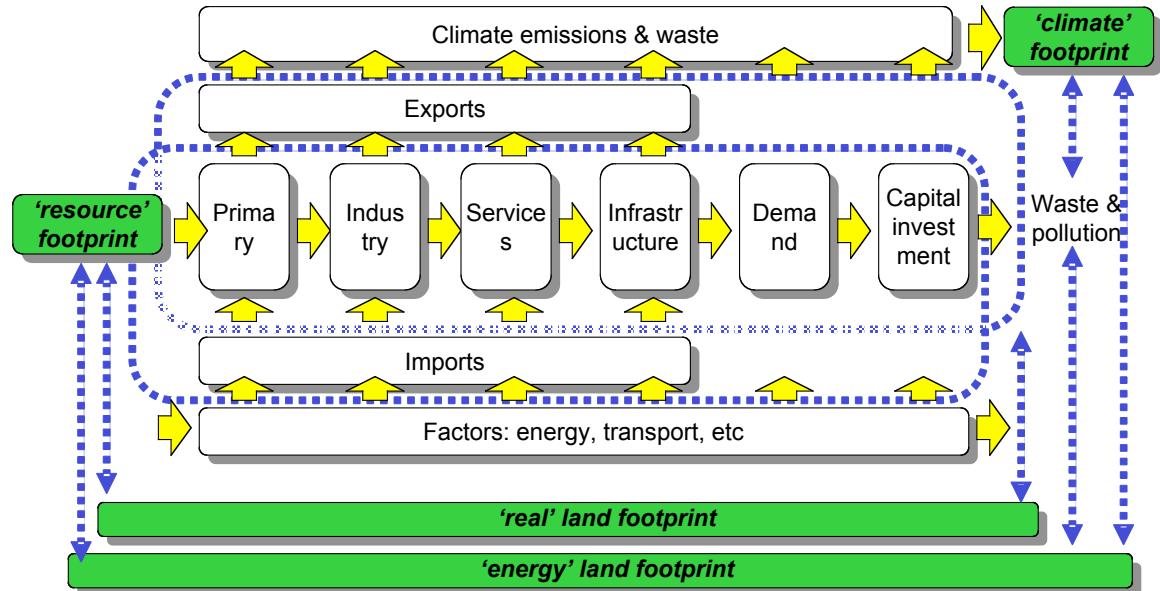 Climate emissions & waste
'climate'
footprint
Exports
'resource'
footprint
Prima
ry
Indus
try
Service
s
Infrastr
ucture
Dema
nd
Capital
invest
ment
Waste &
pollution
Imports
Factors: energy, transport, etc
'real' land footprint
'energy' land footprint